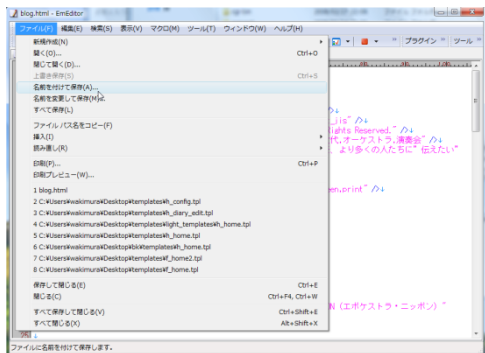 blog.html - EmEditor
ファイル(F) 編集(E) 検索(S) 表示(V) マクロ(M) ツール(T) ウィンドウ(W) ヘルプ(H)
プラグイン ツール
新規作成(N)
開く(O)... Ctrl+O
閉じて開く(D)...
上書き保存(S) Ctrl+S
名前を付けて保存(A)...
名前を変更して保存(M)...
すべて保存(L)
_jis" />↓
ファイル パス名をコピー(F)
ights Reserved." />↓
挿入(I)
代,オーケストラ,演奏会" />↓
読み直し(R)
より多くの人たちに" 伝えたい"
印刷(P)... Ctrl+P
印刷プレビュー(W)...
en,print" />↓
1 blog.html
2 C:¥Users¥wakimura¥Desktop¥templates¥h_config.tpl
3 C:¥Users¥wakimura¥Desktop¥templates¥h_diary_edit.tpl
4 C:¥Users¥wakimura¥Desktop¥templates¥light_templates¥h_home.tpl
5 C:¥Users¥wakimura¥Desktop¥templates¥h_home.tpl
6 C:¥Users¥wakimura¥Desktop¥bk¥templates¥h_home.tpl
7 C:¥Users¥wakimura¥Desktop¥templates¥f_home2.tpl
8 C:¥Users¥wakimura¥Desktop¥templates¥f_home.tpl
保存して閉じる(E) Ctrl+E
閉じる(C) Ctrl+F4, Ctrl+W
N（エポケストラ・ニッポン）"
すべて保存して閉じる(V) Ctrl+Shift+E
すべて閉じる(X) Alt+Shift+X
ファイルに名前を付けて保存します。